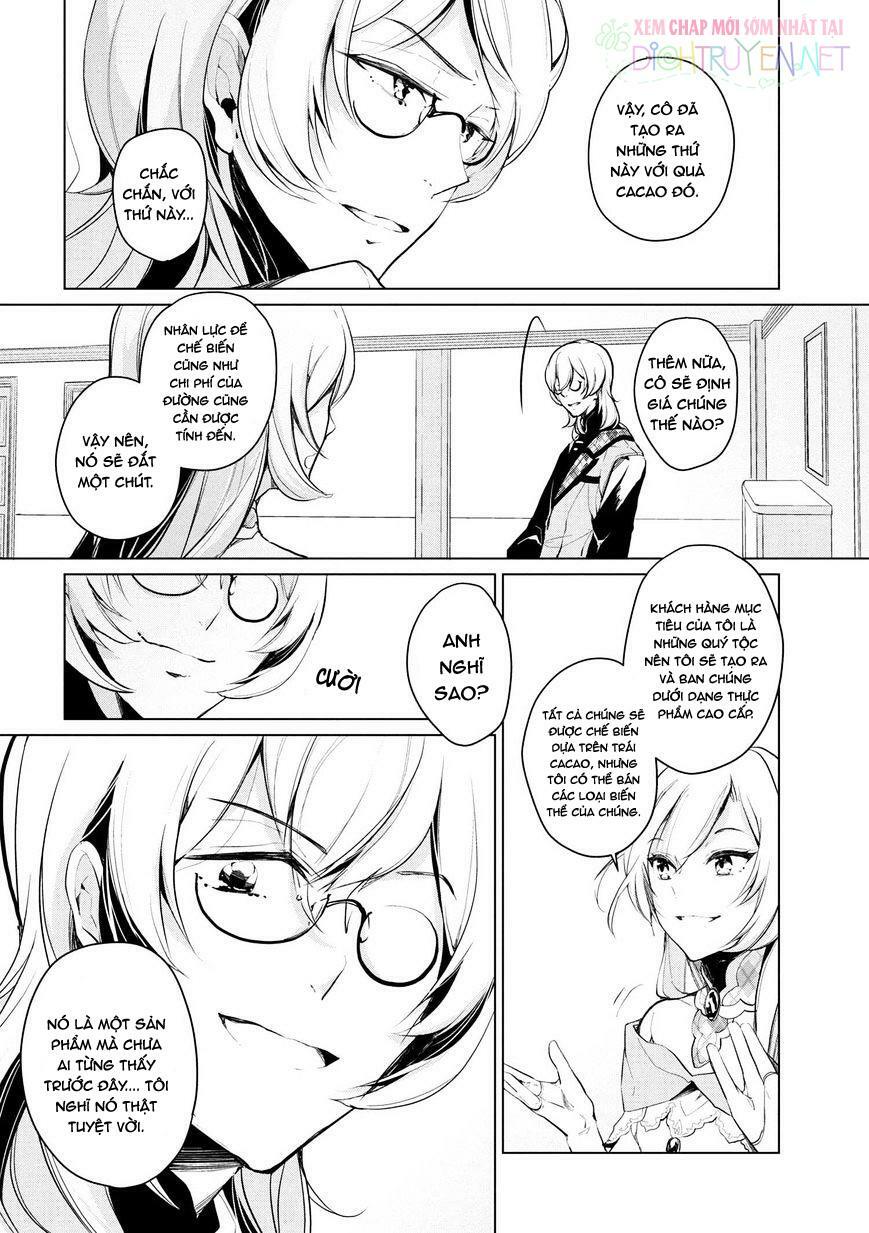 XEM CHAP MỚI SỚM NHẤT TẠI
DICHTRUYEN.NET
VẬY, CÔ ĐÃ
TẠO RA
NHỮNG THỨ
NÀY VỚI QUẢ
CACAO ĐÓ.
CHẮC
CHẮN, VỚI
THỨ NÀY...
THÊM NỮA,
CÔ SẼ ĐỊNH
GIÁ CHÚNG
THẾ NÀO?
NHÂN LỰC ĐỂ
CHẾ BIẾN
CŨNG NHƯ
CHI PHÍ CỦA
ĐƯỜNG CŨNG
CẦN ĐƯỢC
TÍNH ĐẾN.
VẬY NÊN,
NÓ SẼ ĐẮT
MỘT CHÚT.
KHÁCH HÀNG MỤC
TIÊU CỦA TÔI LÀ
NHỮNG QUÝ TỘC
NÊN TÔI SẼ TẠO RA
VÀ BAN CHÚNG
DƯỚI DẠNG THỰC
PHẨM CAO CẤP.
TẤT CẢ CHÚNG SẼ
ĐƯỢC CHẾ BIẾN
DỰA TRÊN TRÁI
CACAO, NHƯNG
TÔI CÓ THỂ BÁN
CÁC LOẠI BIẾN
THỂ CỦA CHÚNG.
ANH
NGHĨ
SAO?
CƯỜI
NÓ LÀ MỘT SẢN
PHẨM MÀ CHƯA
AI TỪNG THẤY
TRƯỚC ĐÂY.... TÔI
NGHĨ NÓ THẬT
TUYỆT VỜI.